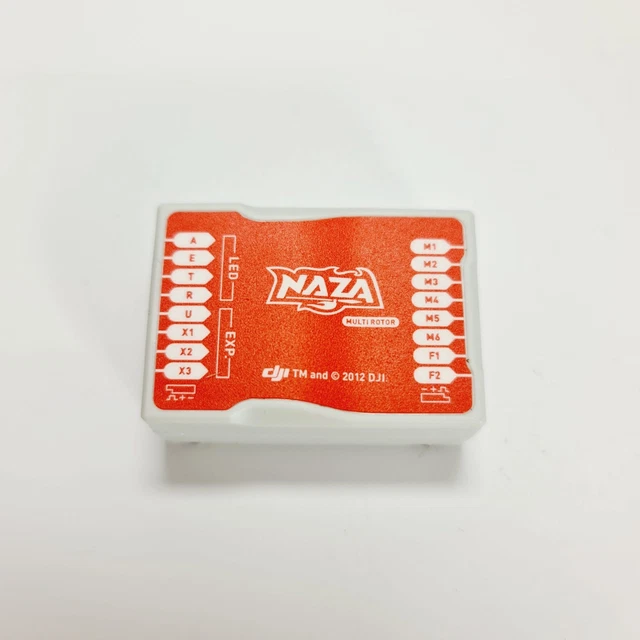 A
E
T
R
U
X1
X2
X3
LED
EXP.
NAZA
MULTI ROTOR
dji TM and © 2012 DJI.
M1
M2
M3
M4
M5
M6
F1
F2